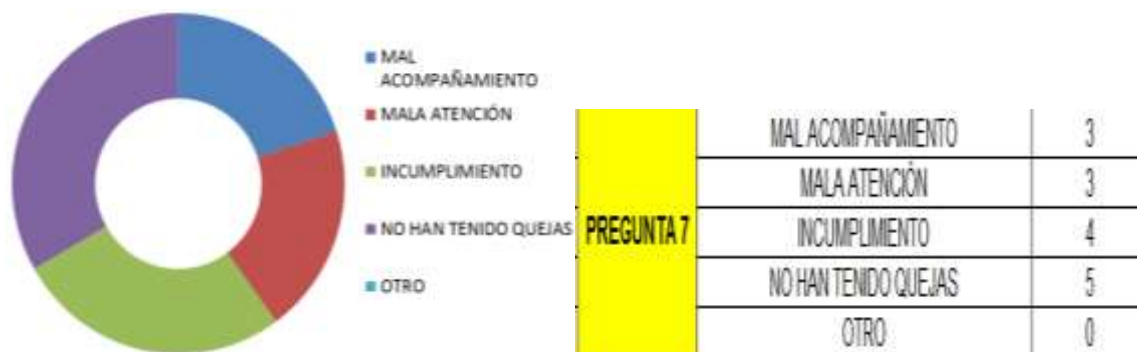 MAL
ACOMPAÑAMIENTO
MALA ATENCIÓN
INCUMPLIMIENTO
NO HAN TENIDO QUEJAS
OTRO
PREGUNTA 7
MAL ACOMPAÑAMIENTO 3
MALA ATENCIÓN 3
INCUMPLIMIENTO 4
NO HAN TENIDO QUEJAS 5
OTRO 0